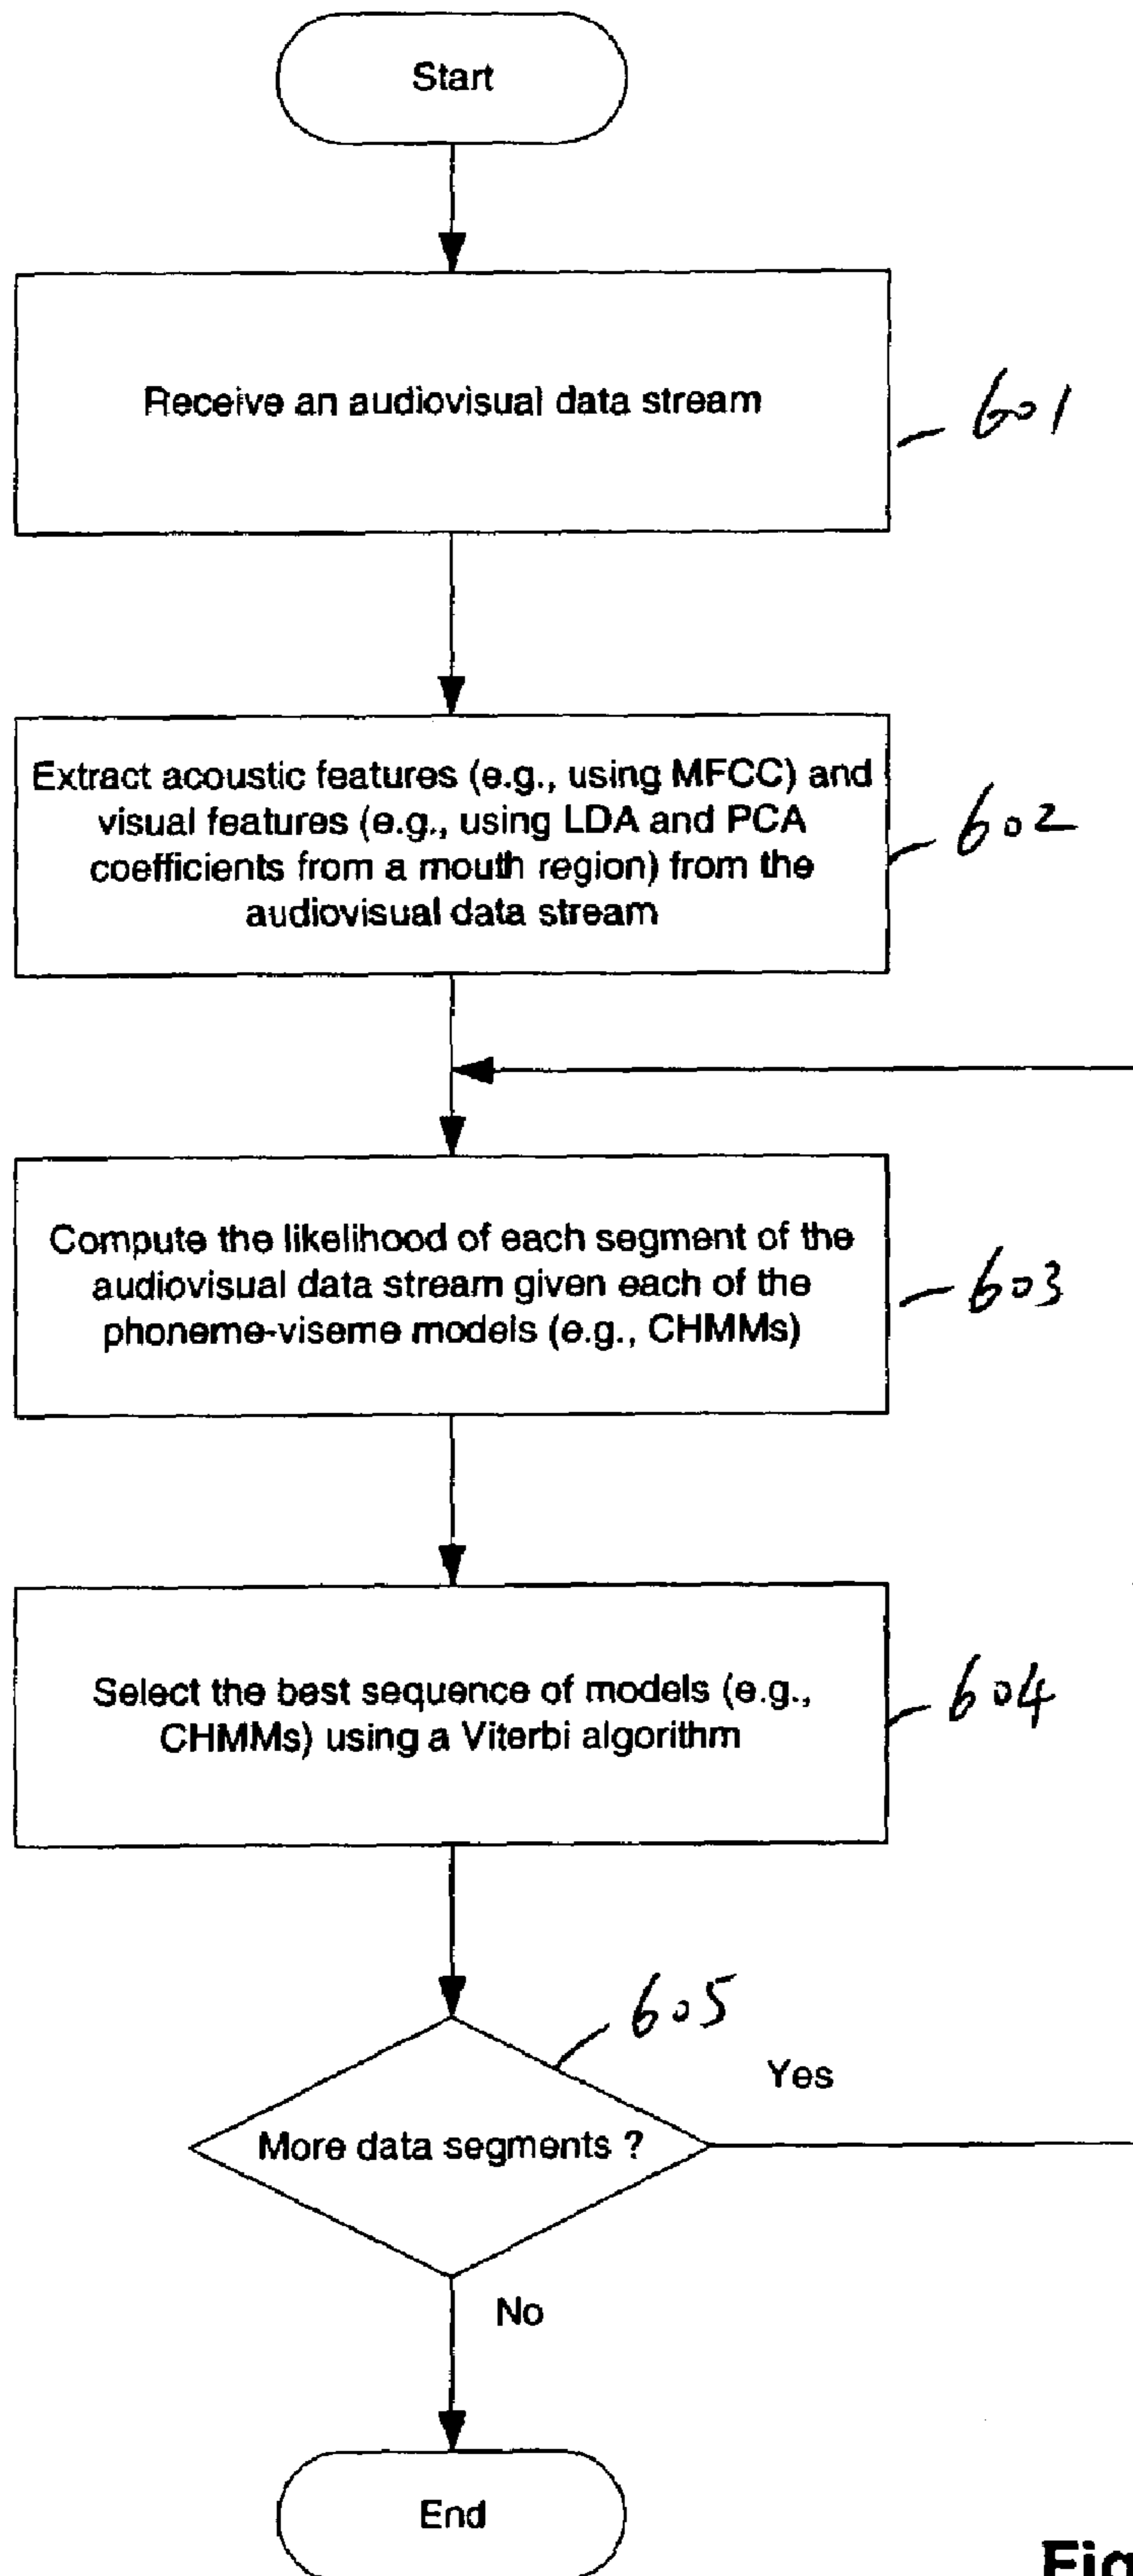 Start
Receive an audiovisual data stream
601
Extract acoustic features (e.g., using MFCC) and
visual features (e.g., using LDA and PCA
coefficients from a mouth region) from the
audiovisual data stream
602
Compute the likelihood of each segment of the
audiovisual data stream given each of the
phoneme-viseme models (e.g., CHMMs)
603
Select the best sequence of models (e.g.,
CHMMs) using a Viterbi algorithm
604
605
Yes
More data segments ?
No
End
Fig